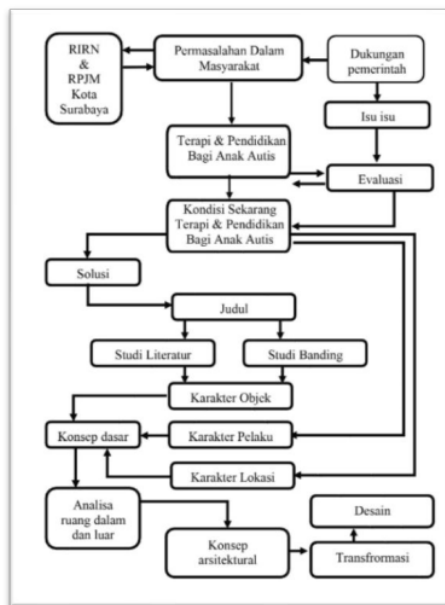 RIRN
&
RPJM
Kota
Surabaya
Permasalahan Dalam
Masyarakat
Dukungan
pemerintah
Isu isu
Terapi & Pendidikan
Bagi Anak Autis
Evaluasi
Kondisi Sekarang
Terapi & Pendidikan
Bagi Anak Autis
Solusi
Judul
Studi Literatur
Studi Banding
Karakter Objek
Konsep dasar
Karakter Pelaku
Karakter Lokasi
Analisa
ruang dalam
dan luar
Konsep
arsitektural
Desain
Transfrormasi